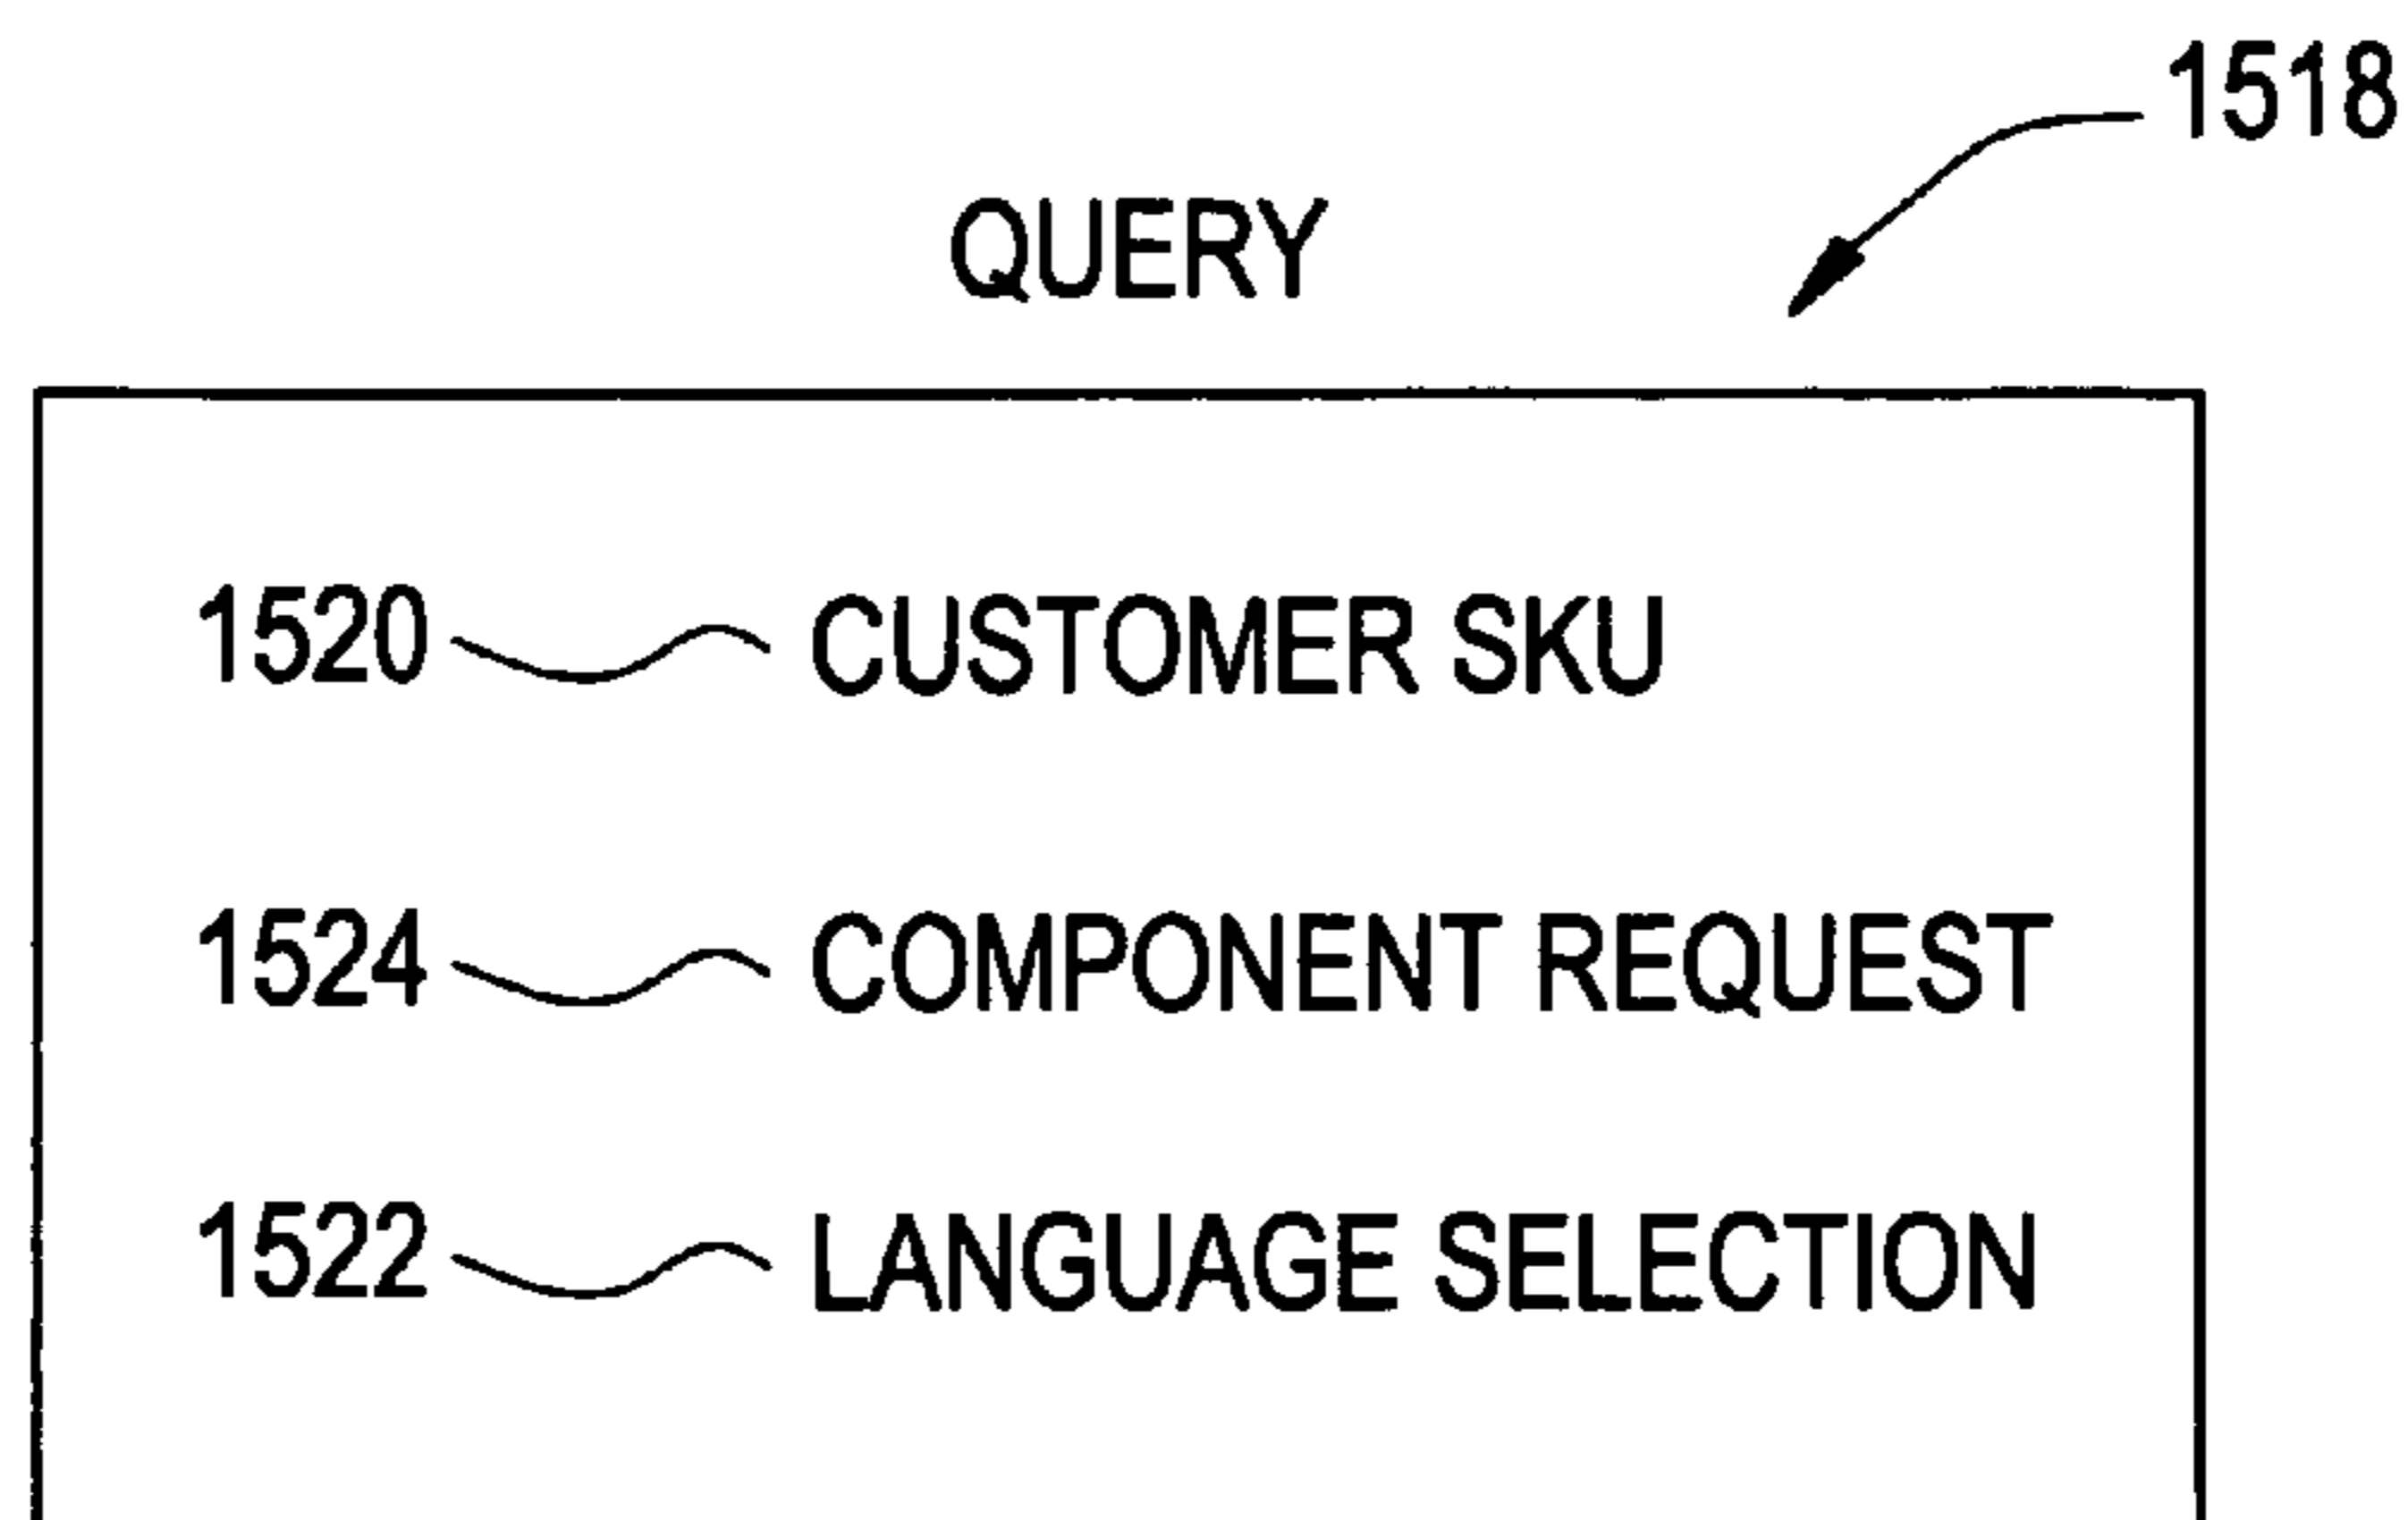 1518
QUERY
1520 CUSTOMER SKU
1524 COMPONENT REQUEST
1522 LANGUAGE SELECTION